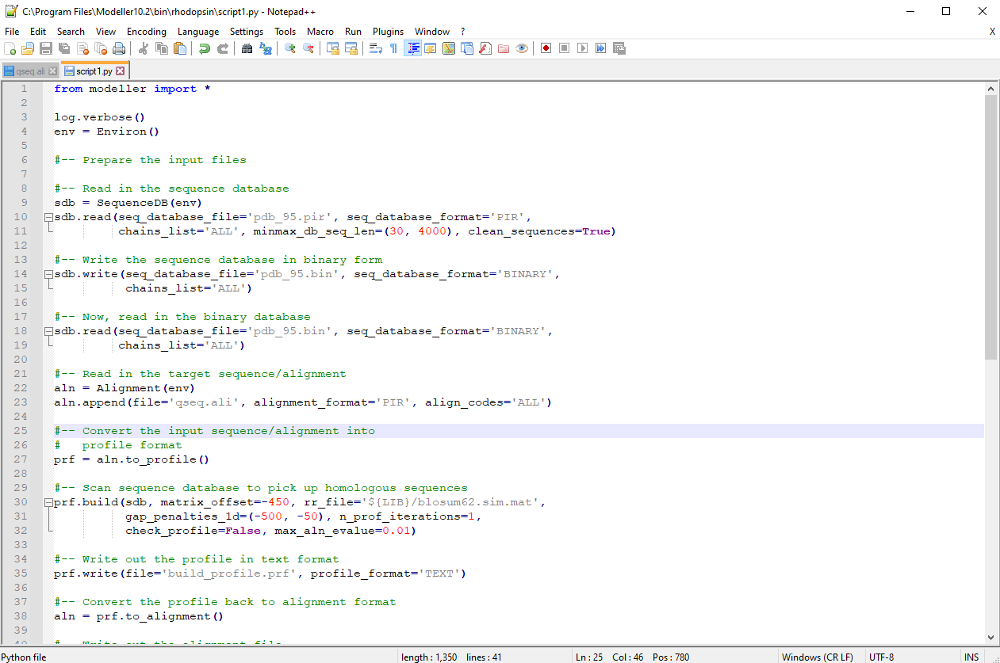 C:\Program Files\Modeller10.2\bin\rhodopsin\script1.py - Notepad++
File Edit Search View Encoding Language Settings Tools Macro Run Plugins Window ? X
qseq.ali script1.py
1 from modeller import *
2
3 log.verbose()
4 env = Environ()
5
6 #-- Prepare the input files
7
8 #-- Read in the sequence database
9 sdb = SequenceDB(env)
10 sdb.read(seq_database_file='pdb_95.pir', seq_database_format='PIR',
11 chains_list='ALL', minmax_db_seq_len=(30, 4000), clean_sequences=True)
12
13 #-- Write the sequence database in binary form
14 sdb.write(seq_database_file='pdb_95.bin', seq_database_format='BINARY',
15 chains_list='ALL')
16
17 #-- Now, read in the binary database
18 sdb.read(seq_database_file='pdb_95.bin', seq_database_format='BINARY',
19 chains_list='ALL')
20
21 #-- Read in the target sequence/alignment
22 aln = Alignment(env)
23 aln.append(file='qseq.ali', alignment_format='PIR', align_codes='ALL')
24
25 #-- Convert the input sequence/alignment into
26 #   profile format
27 prf = aln.to_profile()
28
29 #-- Scan sequence database to pick up homologous sequences
30 prf.build(sdb, matrix_offset=-450, rr_file='${LIB}/blosum62.sim.mat',
31 gap_penalties_1d=(-500, -50), n_prof_iterations=1,
32 check_profile=False, max_aln_evalue=0.01)
33
34 #-- Write out the profile in text format
35 prf.write(file='build_profile.prf', profile_format='TEXT')
36
37 #-- Convert the profile back to alignment format
38 aln = prf.to_alignment()
39
40 #-- Write out the alignment file
Python file length : 1,350 lines : 41 Ln : 25 Col : 46 Pos : 780 Windows (CR LF) UTF-8 INS